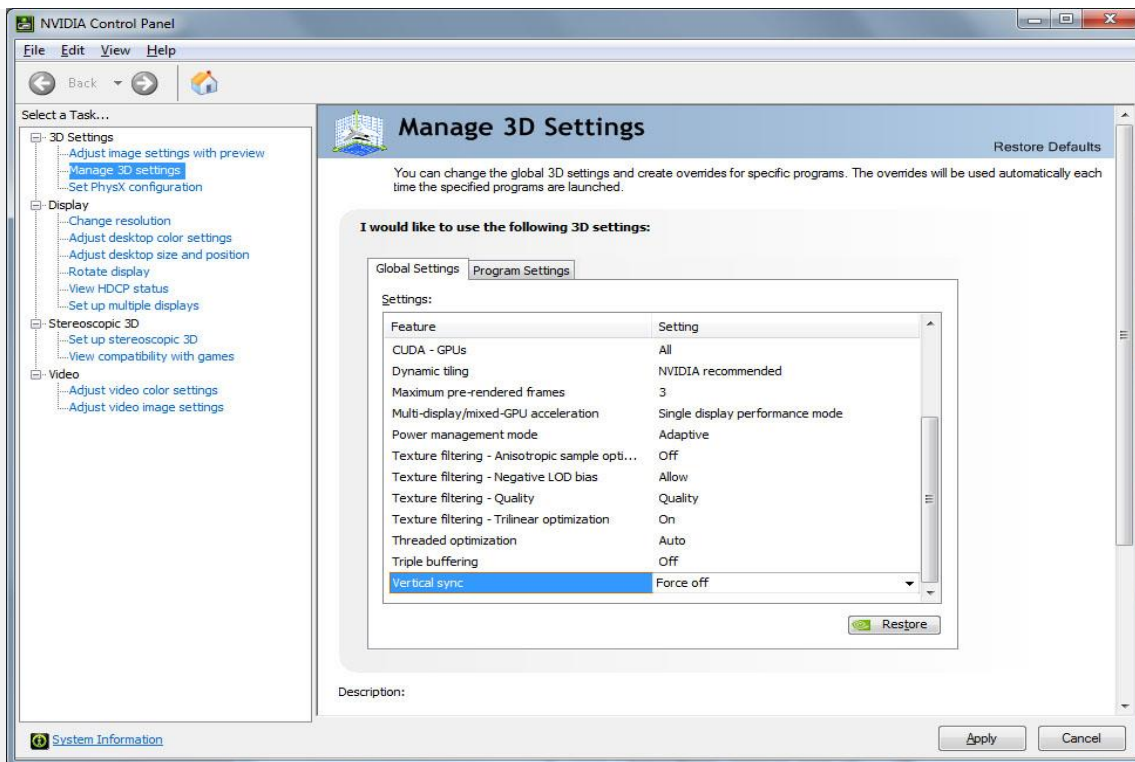 NVIDIA Control Panel
File Edit View Help
Back
Select a Task...
3D Settings
Adjust image settings with preview
Manage 3D settings
Set PhysX configuration
Display
Change resolution
Adjust desktop color settings
Adjust desktop size and position
Rotate display
View HDCP status
Set up multiple displays
Stereoscopic 3D
Set up stereoscopic 3D
View compatibility with games
Video
Adjust video color settings
Adjust video image settings
System Information
Manage 3D Settings
Restore Defaults
You can change the global 3D settings and create overrides for specific programs. The overrides will be used automatically each
time the specified programs are launched.
I would like to use the following 3D settings:
Global Settings Program Settings
Settings:
Feature Setting
CUDA - GPUs All
Dynamic tiling NVIDIA recommended
Maximum pre-rendered frames 3
Multi-display/mixed-GPU acceleration Single display performance mode
Power management mode Adaptive
Texture filtering - Anisotropic sample opti... Off
Texture filtering - Negative LOD bias Allow
Texture filtering - Quality Quality
Texture filtering - Trilinear optimization On
Threaded optimization Auto
Triple buffering Off
Vertical sync Force off
Restore
Description:
Apply Cancel